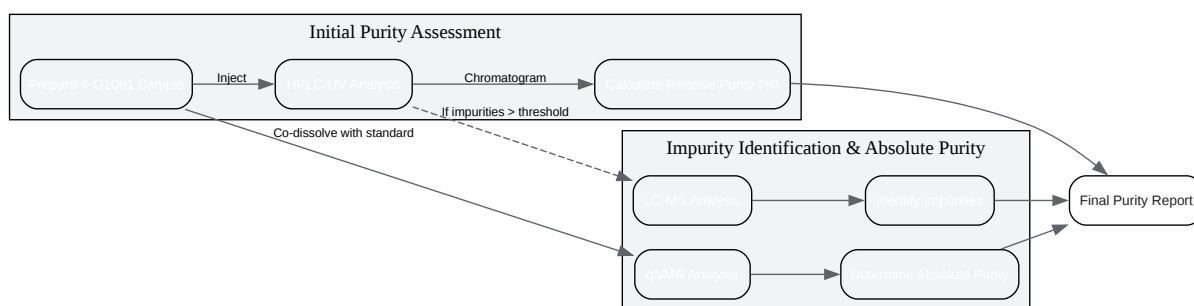 Initial Purity Assessment
Prepare 4-O10b1 Sample
Inject
HPLC-UV Analysis
Chromatogram
Calculate Relative Purity (%)
If impurities > threshold
Co-dissolve with standard
Impurity Identification & Absolute Purity
LC-MS Analysis
Identify Impurities
Final Purity Report
qNMR Analysis
Determine Absolute Purity